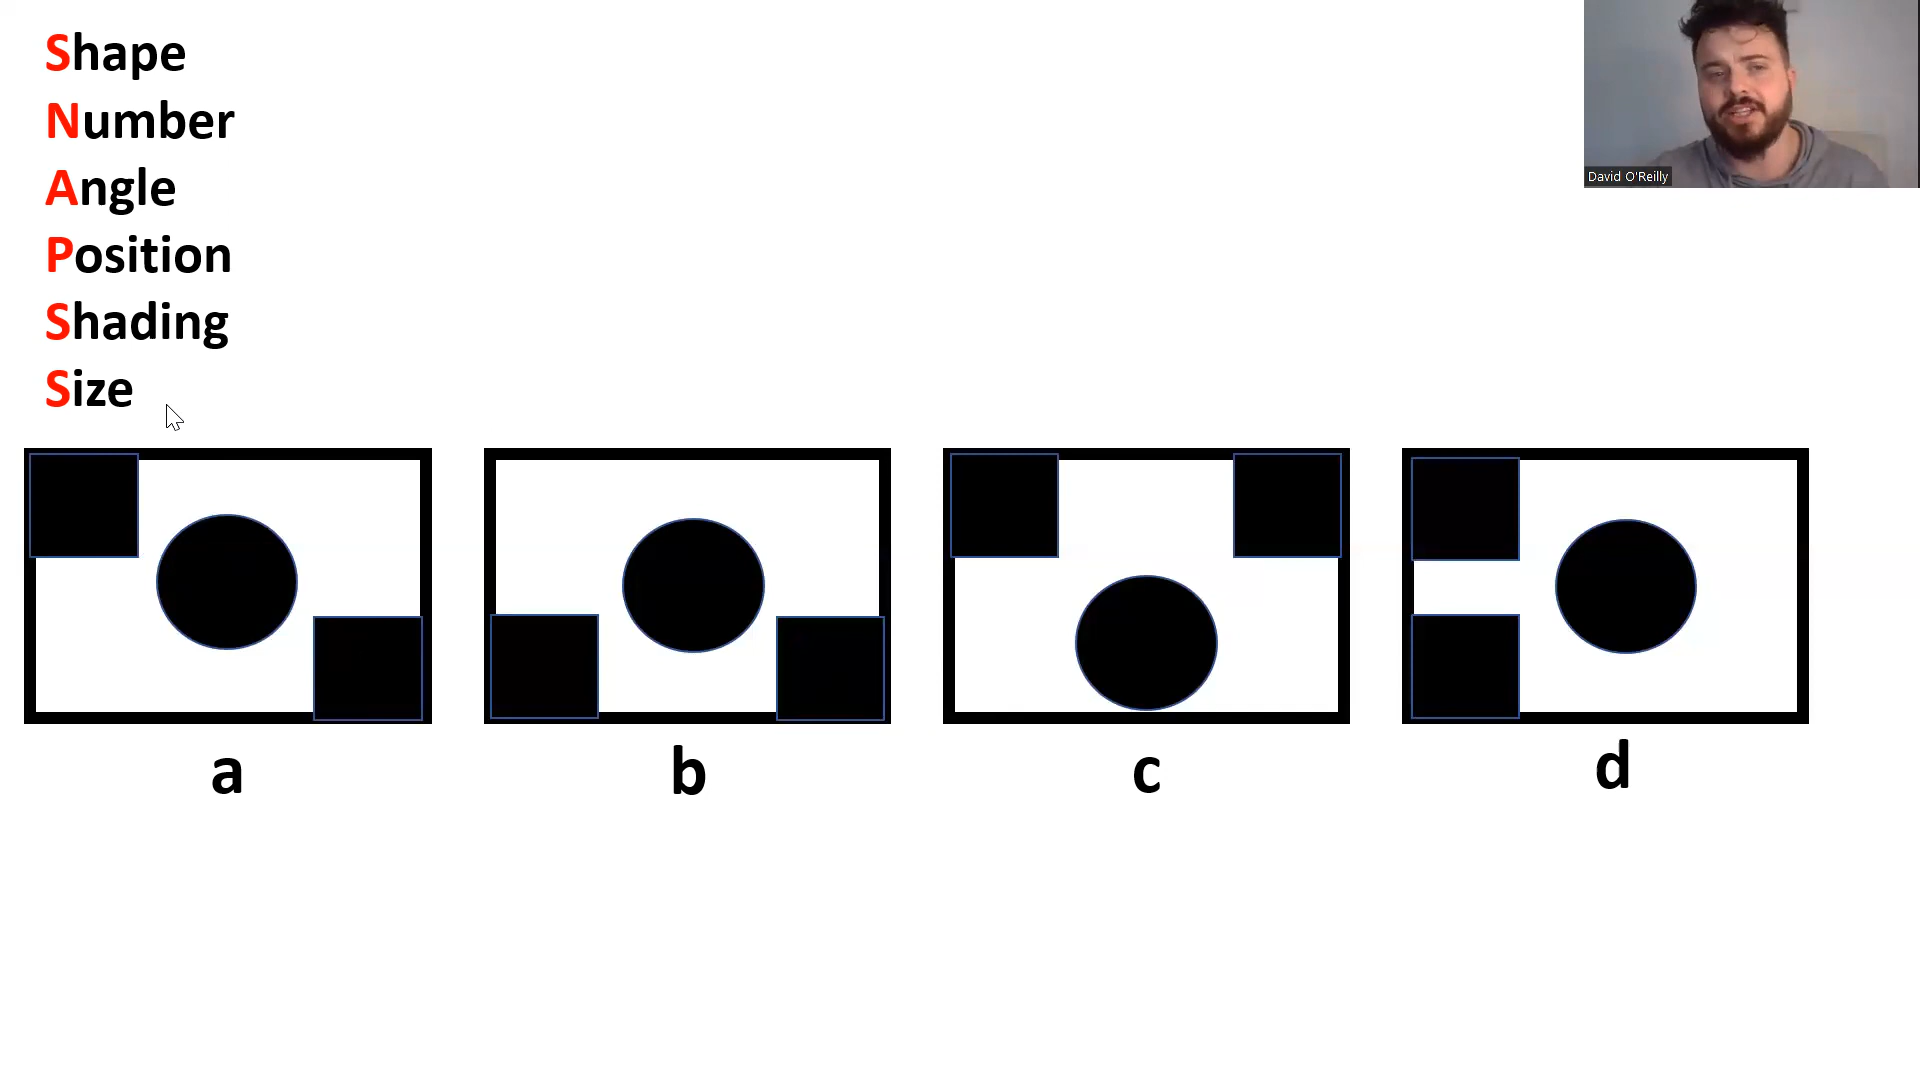 Shape
Number
Angle
Position
Shading
Size
David O'Reilly
a
b
c
d